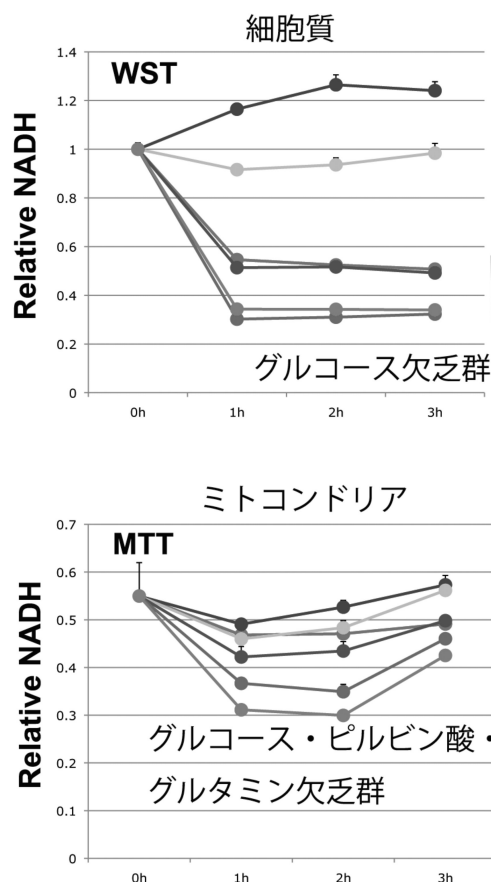 細胞質
WST
Relative NADH
1.4
1.2
1
0.8
0.6
0.4
0.2
0
グルコース欠乏群
0h 1h 2h 3h
ミトコンドリア
MTT
Relative NADH
0.7
0.6
0.5
0.4
0.3
0.2
0.1
0
グルコース・ピルビン酸・
グルタミン欠乏群
0h 1h 2h 3h